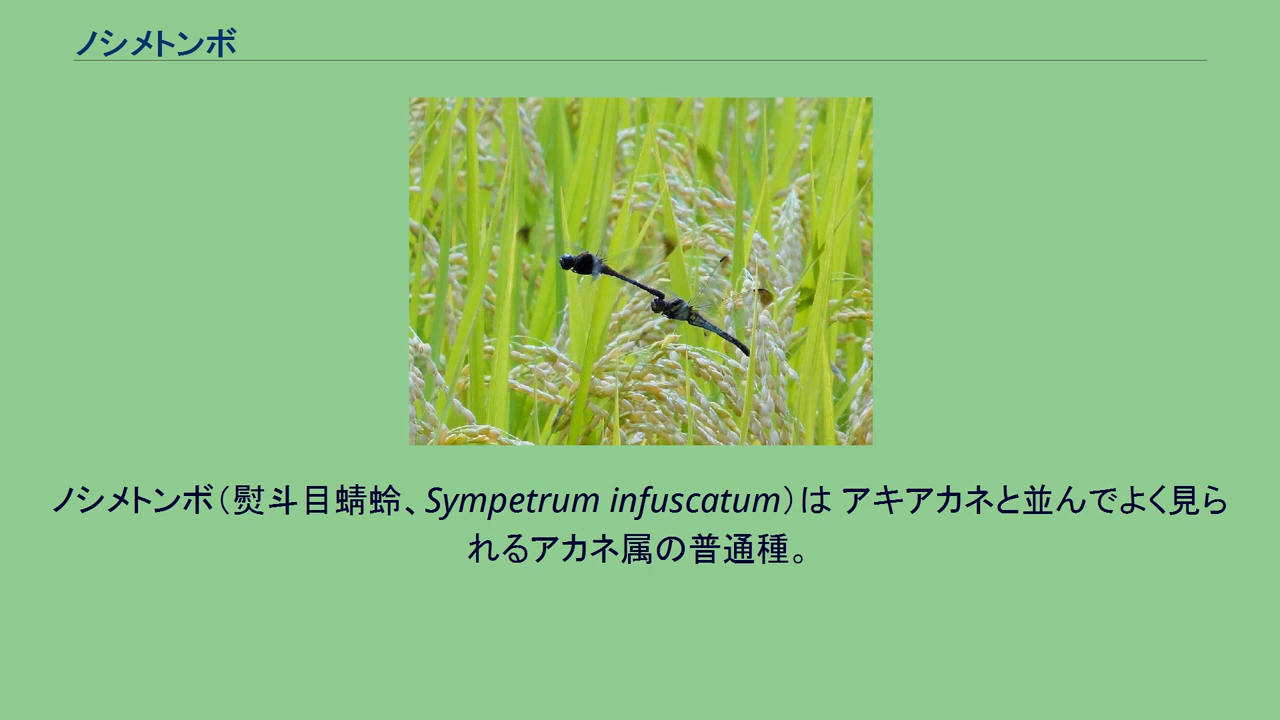 ノシメトンボ
ノシメトンボ（熨斗目蜻蛉、Sympetrum infuscatum）は アキアカネと並んでよく見ら
れるアカネ属の普通種。